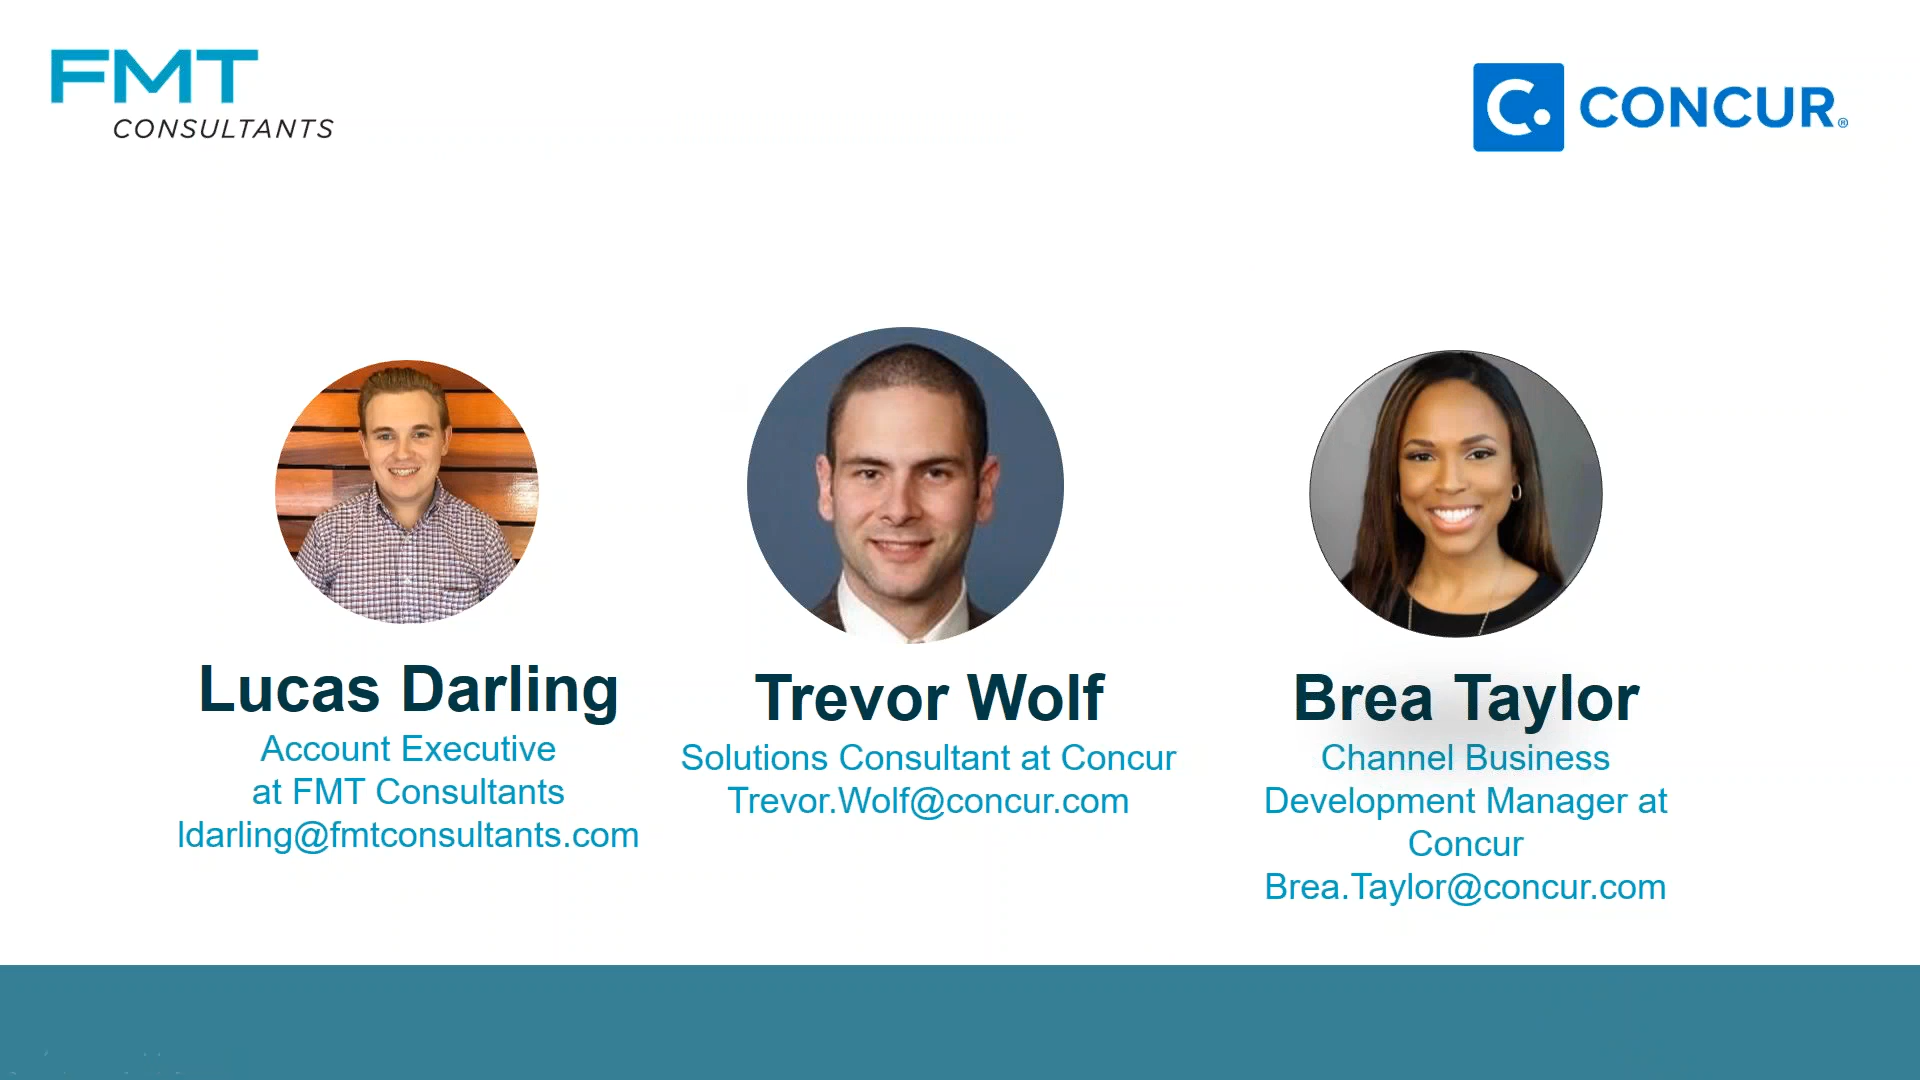 FMT
CONSULTANTS
C. CONCUR®
Lucas Darling
Account Executive
at FMT Consultants
ldarling@fmtconsultants.com
Trevor Wolf
Solutions Consultant at Concur
Trevor.Wolf@concur.com
Brea Taylor
Channel Business
Development Manager at
Concur
Brea.Taylor@concur.com